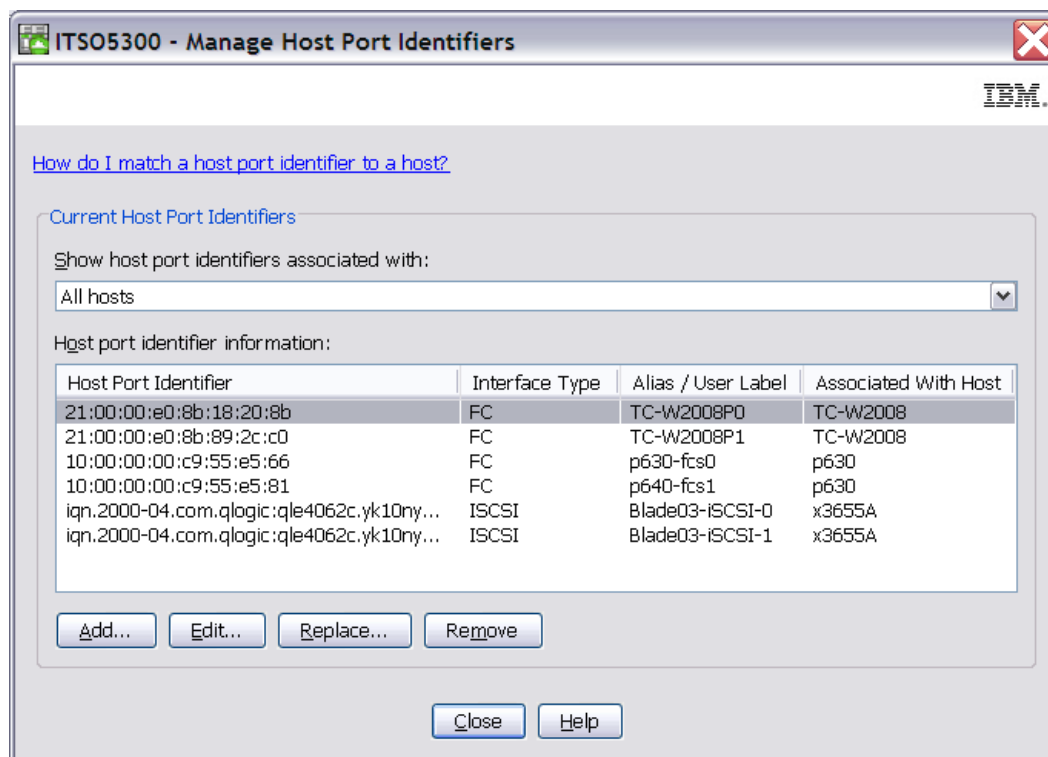 ITSO5300 - Manage Host Port Identifiers
IBM.
How do I match a host port identifier to a host?
Current Host Port Identifiers
Show host port identifiers associated with:
All hosts
Host port identifier information:
Host Port Identifier Interface Type Alias / User Label Associated With Host
21:00:00:e0:8b:18:20:8b FC TC-W2008P0 TC-W2008
21:00:00:e0:8b:89:2c:c0 FC TC-W2008P1 TC-W2008
10:00:00:00:c9:55:e5:66 FC p630-fcs0 p630
10:00:00:00:c9:55:e5:81 FC p640-fcs1 p630
iqn.2000-04.com.qlogic:qle4062c.yk10ny... ISCSI Blade03-iSCSI-0 x3655A
iqn.2000-04.com.qlogic:qle4062c.yk10ny... ISCSI Blade03-iSCSI-1 x3655A
Add... Edit... Replace... Remove
Close Help